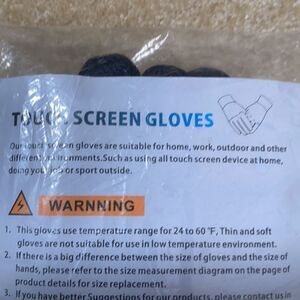 TOUCH SCREEN GLOVES
Our touch screen gloves are suitable for home, work, outdoor and other
different environments.Such as using all touch screen device at home,
doing your job or sport outside.
WARNNING
1. This gloves use temperature range for 24 to 60 °F, Thin and soft
gloves are not suitable for use in low temperature environment.
2. If there is a big difference between the size of gloves and the size of
hands, please refer to the size measurement diagram on the page of
product details for size replacement.
3. If you have better Suggestions for our products, please contact us in